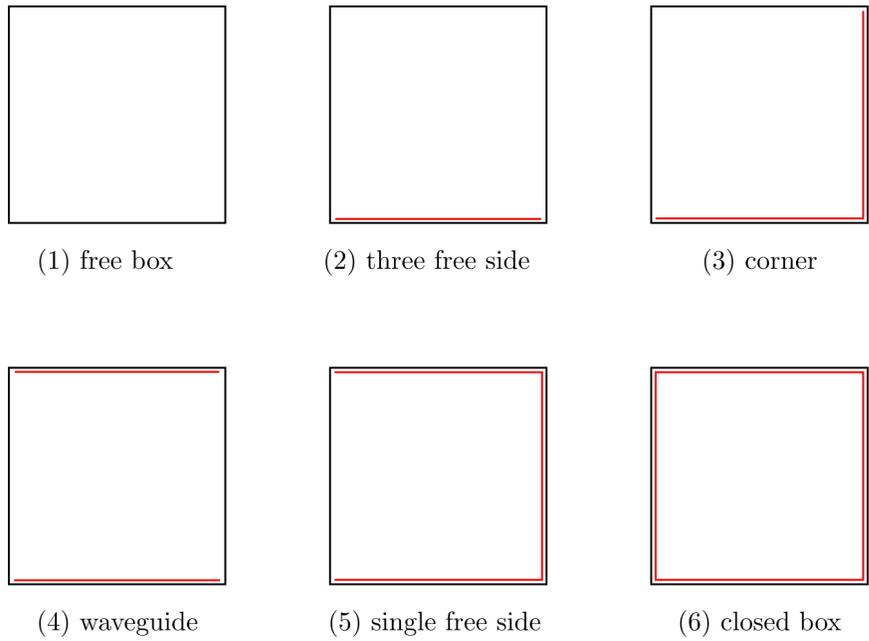 (1) free box
(2) three free side
(3) corner
(4) waveguide
(5) single free side
(6) closed box